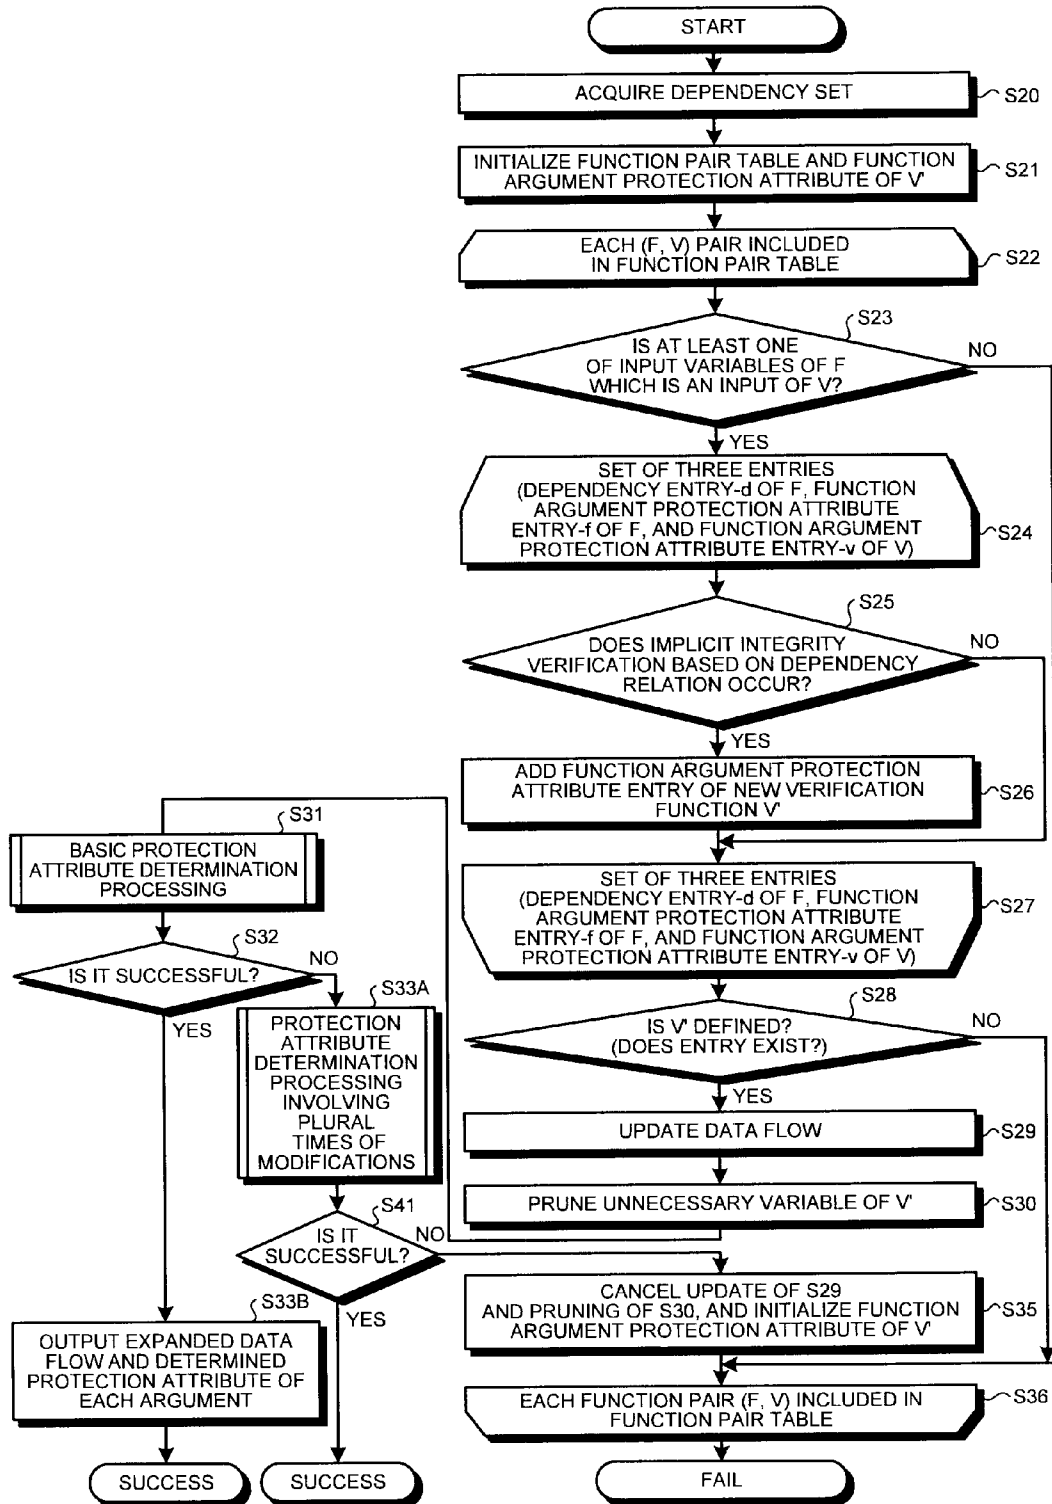 START
ACQUIRE DEPENDENCY SET
S20
INITIALIZE FUNCTION PAIR TABLE AND FUNCTION
ARGUMENT PROTECTION ATTRIBUTE OF V'
S21
EACH (F, V) PAIR INCLUDED
IN FUNCTION PAIR TABLE
S22
S23
IS AT LEAST ONE
OF INPUT VARIABLES OF F
WHICH IS AN INPUT OF V?
NO
YES
SET OF THREE ENTRIES
(DEPENDENCY ENTRY-d OF F, FUNCTION
ARGUMENT PROTECTION ATTRIBUTE
ENTRY-f OF F, AND FUNCTION ARGUMENT
PROTECTION ATTRIBUTE ENTRY-v OF V)
S24
S25
DOES IMPLICIT INTEGRITY
VERIFICATION BASED ON DEPENDENCY
RELATION OCCUR?
NO
YES
ADD FUNCTION ARGUMENT PROTECTION
ATTRIBUTE ENTRY OF NEW VERIFICATION
FUNCTION V'
S26
SET OF THREE ENTRIES
(DEPENDENCY ENTRY-d OF F, FUNCTION
ARGUMENT PROTECTION ATTRIBUTE
ENTRY-f OF F, AND FUNCTION ARGUMENT
PROTECTION ATTRIBUTE ENTRY-v OF V)
S27
S28
IS V' DEFINED?
(DOES ENTRY EXIST?)
NO
YES
UPDATE DATA FLOW
S29
PRUNE UNNECESSARY VARIABLE OF V'
S30
S31
BASIC PROTECTION
ATTRIBUTE DETERMINATION
PROCESSING
S32
IS IT SUCCESSFUL?
NO
YES
S33A
PROTECTION
ATTRIBUTE
DETERMINATION
PROCESSING
INVOLVING
PLURAL
TIMES OF
MODIFICATIONS
S41
IS IT
SUCCESSFUL?
NO
YES
CANCEL UPDATE OF S29
AND PRUNING OF S30, AND INITIALIZE FUNCTION
ARGUMENT PROTECTION ATTRIBUTE OF V'
S35
S33B
OUTPUT EXPANDED DATA
FLOW AND DETERMINED
PROTECTION ATTRIBUTE OF
EACH ARGUMENT
EACH FUNCTION PAIR (F, V) INCLUDED IN
FUNCTION PAIR TABLE
S36
SUCCESS
SUCCESS
FAIL